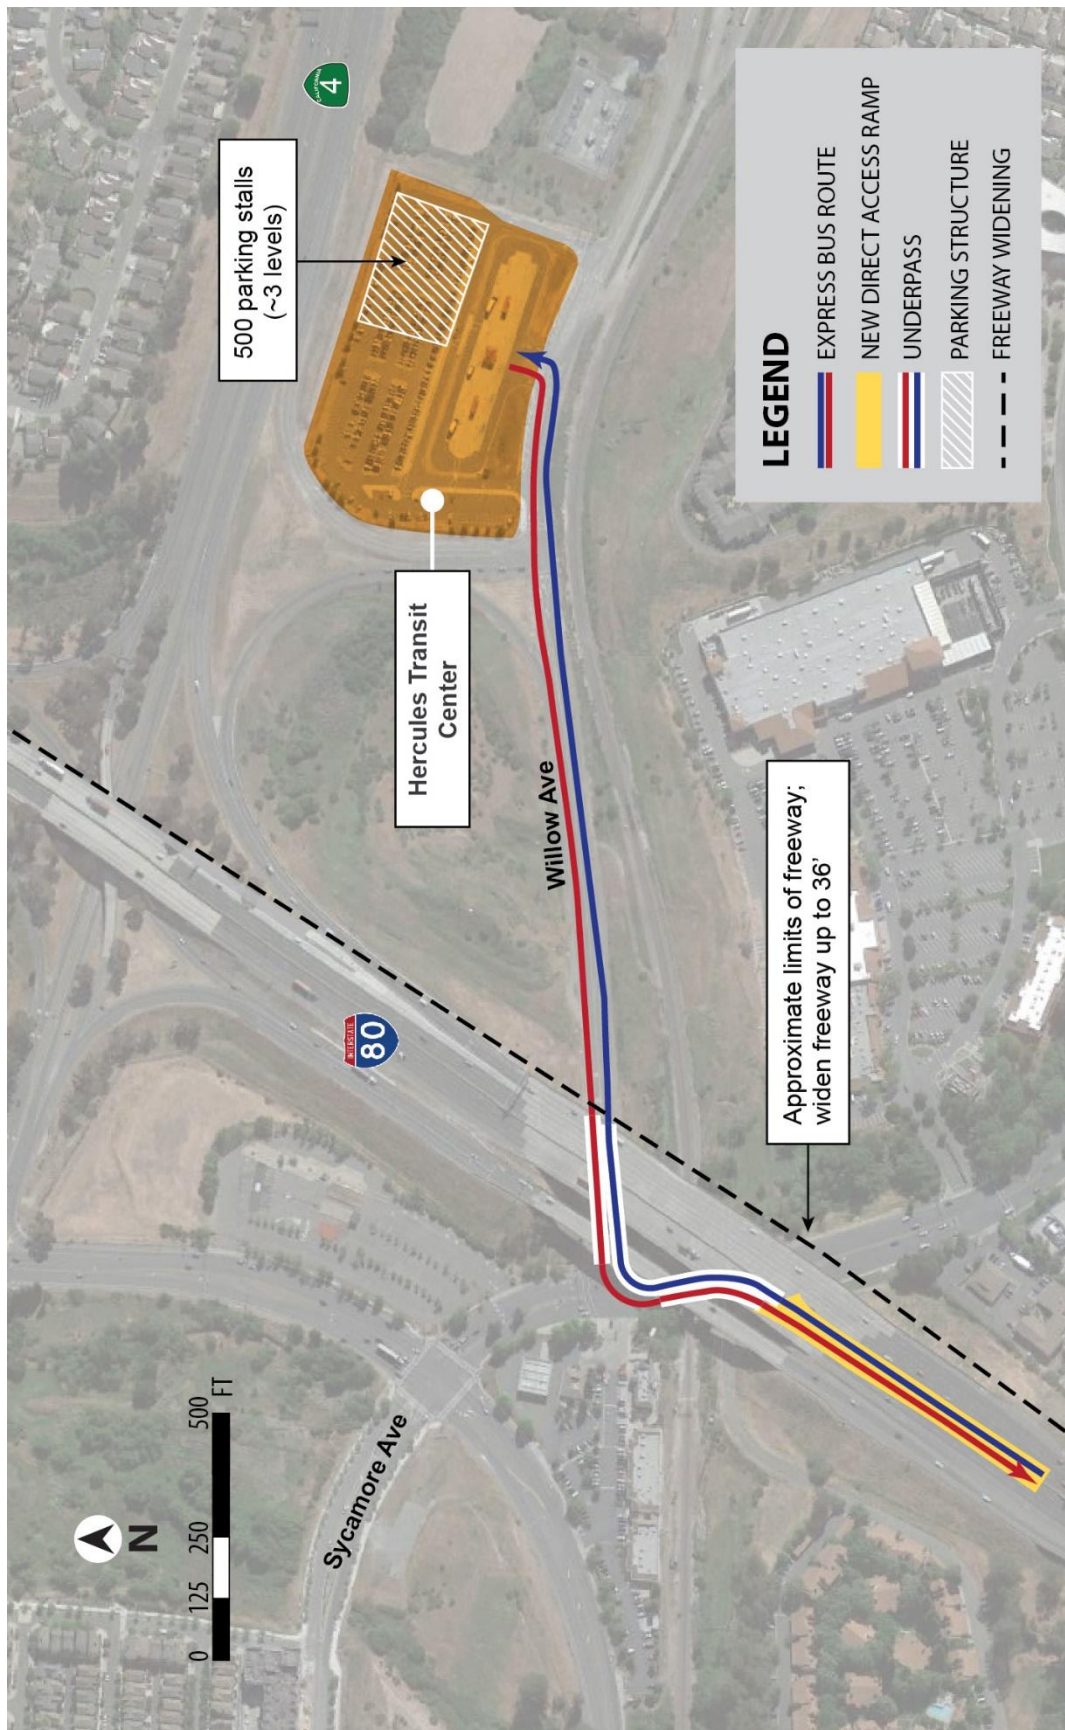 500 parking stalls
(~3 levels)
CALIFORNIA
4
Hercules Transit
Center
INTERSTATE
80
Willow Ave
Sycamore Ave
N
0 125 250 500
FT
Approximate limits of freeway;
widen freeway up to 36’
LEGEND
EXPRESS BUS ROUTE
NEW DIRECT ACCESS RAMP
UNDERPASS
PARKING STRUCTURE
FREEWAY WIDENING